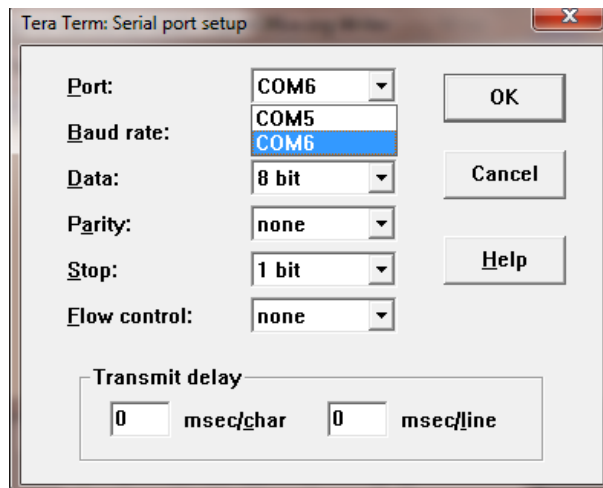 Tera Term: Serial port setup
Port: COM6 OK
COM5
Baud rate: COM6
Data: 8 bit Cancel
Parity: none
Stop: 1 bit Help
Flow control: none
Transmit delay
0 msec/char 0 msec/line